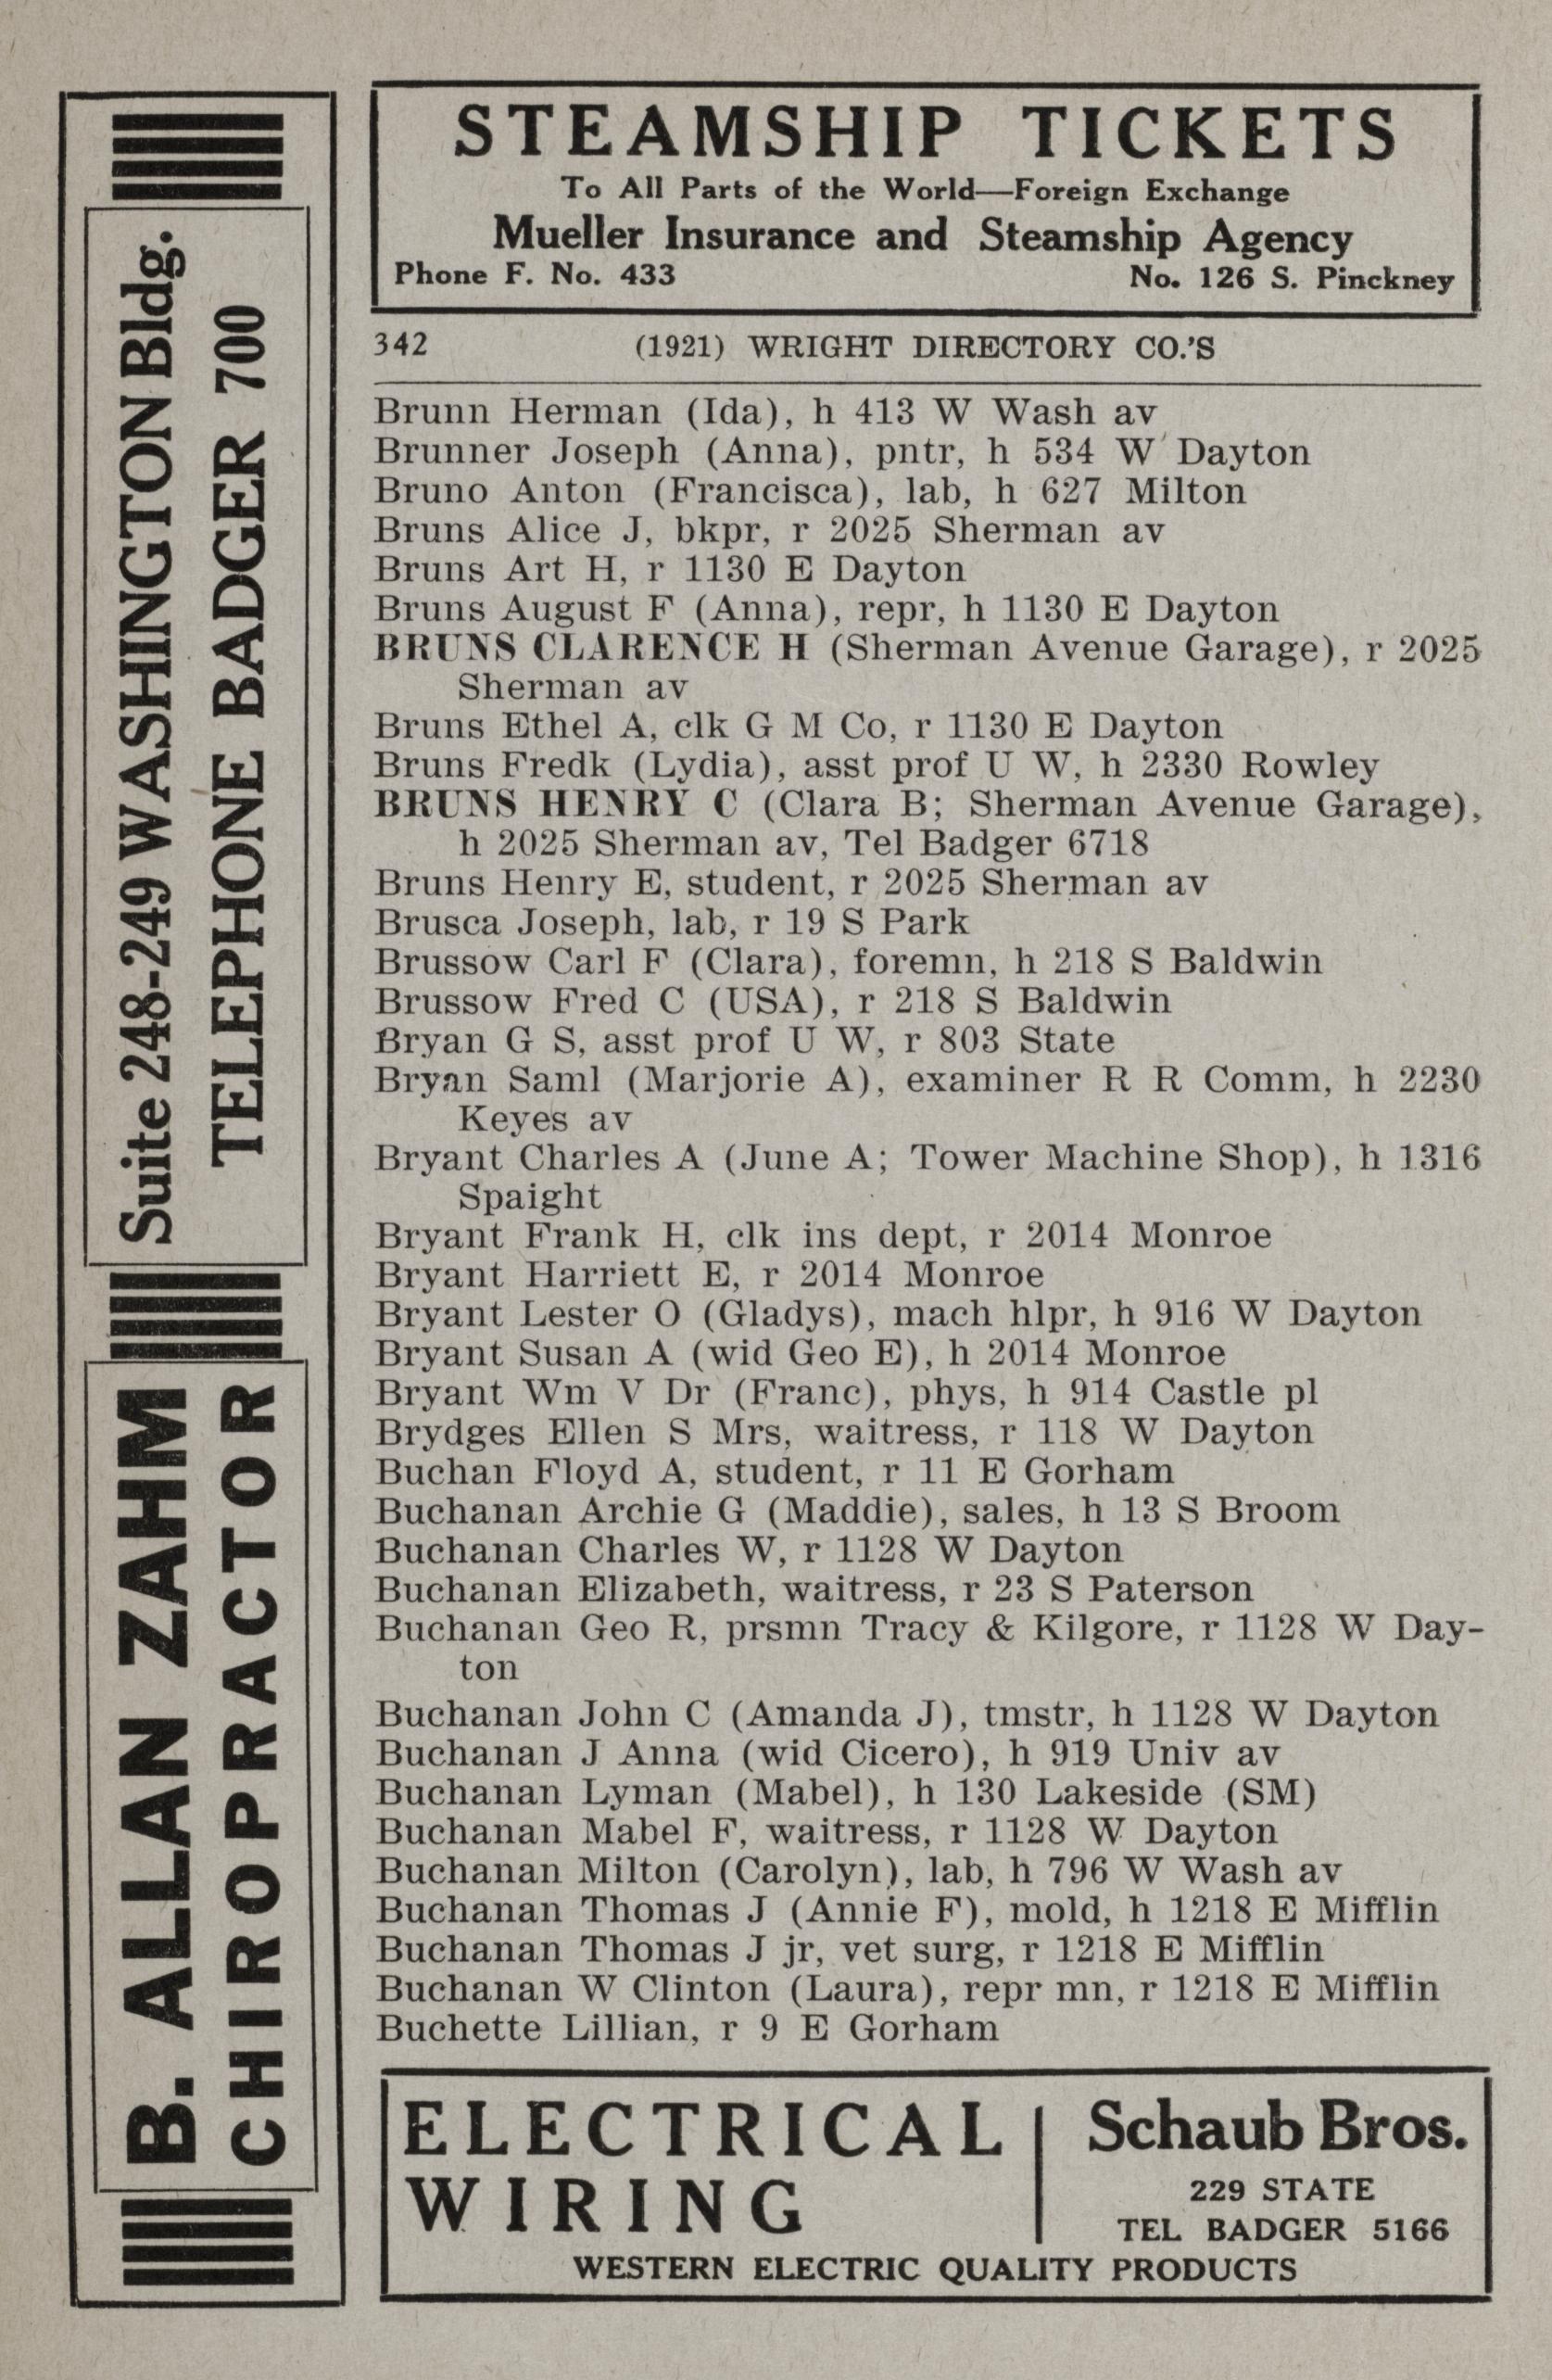 STEAMSHIP TICKETS
To All Parts of the World—Foreign Exchange
Mueller Insurance and Steamship Agency
Phone F. No. 433 No. 126 S. Pinckney
342 (1921) WRIGHT DIRECTORY CO.'S
Brunn Herman (Ida), h 413 W Wash av
Brunner Joseph (Anna), pntr, h 534 W Dayton
Bruno Anton (Francisca), lab, h 627 Milton
Bruns Alice J, bkpr, r 2025 Sherman av
Bruns Art H, r 1130 E Dayton
Bruns August F (Anna), repr, h 1130 E Dayton
BRUNS CLARENCE H (Sherman Avenue Garage), r 2025
Sherman av
Bruns Ethel A, clk G M Co, r 1130 E Dayton
Bruns Fredk (Lydia), asst prof U W, h 2330 Rowley
BRUNS HENRY C (Clara B; Sherman Avenue Garage),
h 2025 Sherman av, Tel Badger 6718
Bruns Henry E, student, r 2025 Sherman av
Brusca Joseph, lab, r 19 S Park
Brussow Carl F (Clara), foremn, h 218 S Baldwin
Brussow Fred C (USA), r 218 S Baldwin
Bryan G S, asst prof U W, r 803 State
Bryan Saml (Marjorie A), examiner R R Comm, h 2230
Keyes av
Bryant Charles A (June A; Tower Machine Shop), h 1316
Spaight
Bryant Frank H, clk ins dept, r 2014 Monroe
Bryant Harriett E, r 2014 Monroe
Bryant Lester O (Gladys), mach hlpr, h 916 W Dayton
Bryant Susan A (wid Geo E), h 2014 Monroe
Bryant Wm V Dr (Franc), phys, h 914 Castle pl
Brydges Ellen S Mrs, waitress, r 118 W Dayton
Buchan Floyd A, student, r 11 E Gorham
Buchanan Archie G (Maddie), sales, h 13 S Broom
Buchanan Charles W, r 1128 W Dayton
Buchanan Elizabeth, waitress, r 23 S Paterson
Buchanan Geo R, prsmn Tracy & Kilgore, r 1128 W Day-
ton
Buchanan John C (Amanda J), tmstr, h 1128 W Dayton
Buchanan J Anna (wid Cicero), h 919 Univ av
Buchanan Lyman (Mabel), h 130 Lakeside (SM)
Buchanan Mabel F, waitress, r 1128 W Dayton
Buchanan Milton (Carolyn), lab, h 796 W Wash av
Buchanan Thomas J (Annie F), mold, h 1218 E Mifflin
Buchanan Thomas J jr, vet surg, r 1218 E Mifflin
Buchanan W Clinton (Laura), repr mn, r 1218 E Mifflin
Buchette Lillian, r 9 E Gorham
ELECTRICAL
WIRING
Schaub Bros.
229 STATE
TEL BADGER 5166
WESTERN ELECTRIC QUALITY PRODUCTS
B. ALLAN ZAHM
CHIROPRACTOR
Suite 248-249 WASHINGTON Bldg.
TELEPHONE BADGER 700